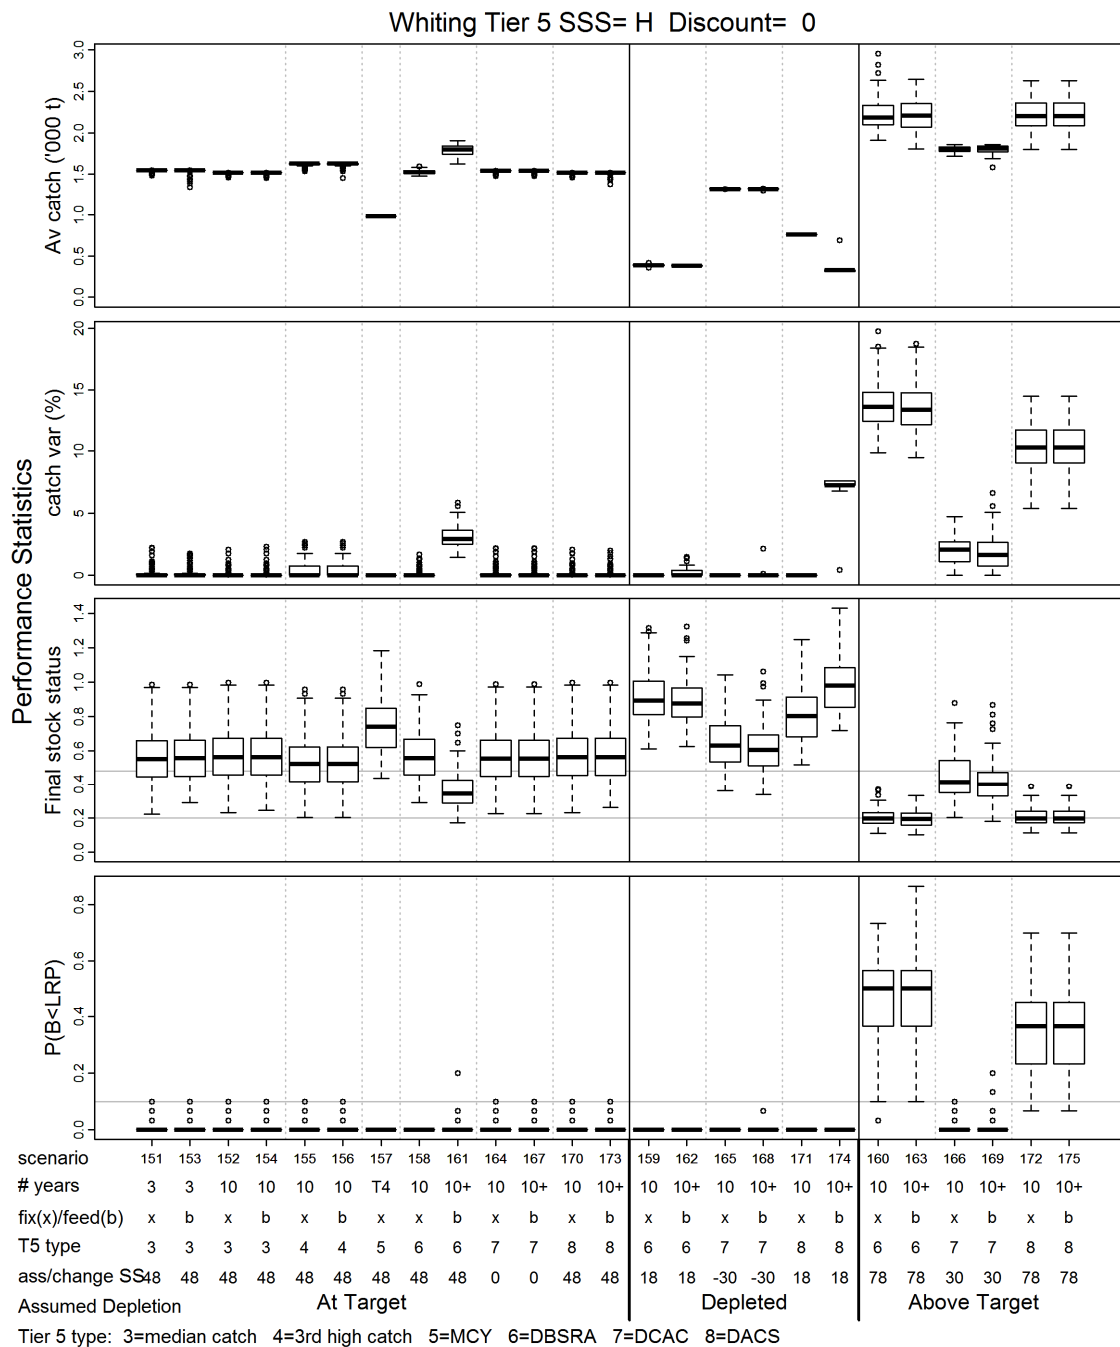 Whiting Tier 5 SSS= H Discount= 0
Performance Statistics
Av catch ('000 t)
3.0
2.5
2.0
1.5
1.0
0.5
0.0
catch var (%)
20
15
10
5
0
Final stock status
1.4
1.2
1.0
0.8
0.6
0.4
0.2
0.0
P(B<LRP)
0.8
0.6
0.4
0.2
0.0
scenario 151 153 152 154 155 156 157 158 161 164 167 170 173 159 162 165 168 171 174 160 163 166 169 172 175
# years 3 3 10 10 10 10 T4 10 10+ 10 10+ 10 10+ 10 10+ 10 10+ 10 10+ 10 10+ 10 10+ 10 10+
fix(x)/feed(b) x b x b x b x x b x b x b x b x b x b x b x b x b
T5 type 3 3 3 3 4 4 5 6 6 7 7 8 8 6 6 7 7 8 8 6 6 7 7 8 8
ass/change SS 48 48 48 48 48 48 48 48 48 0 0 48 48 18 18 -30 -30 18 18 78 78 30 30 78 78
Assumed Depletion At Target Depleted Above Target
Tier 5 type: 3=median catch 4=3rd high catch 5=MCY 6=DBSRA 7=DCAC 8=DACS